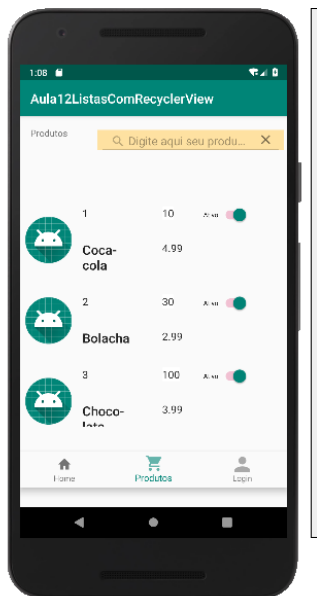 1:08
Aula12ListasComRecyclerView
Produtos
Digite aqui seu produ...
1 10
Coca-
cola
4.99
2 30
Bolacha 2.99
3 100
Choco-
late
3.99
Home Produtos Login